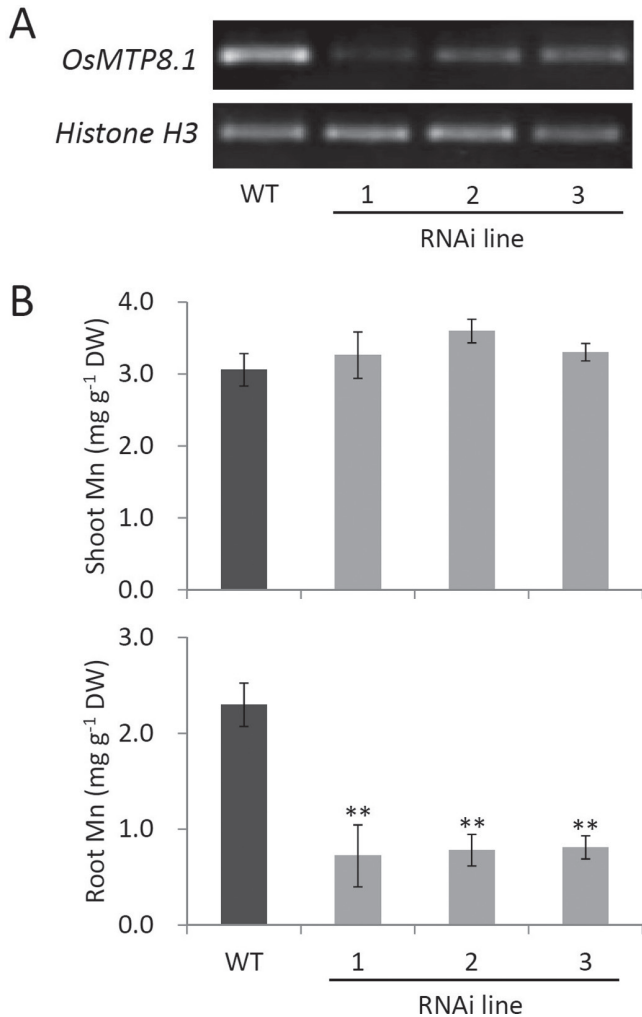 A
OsMTP8.1
Histone H3
WT 1 2 3
RNAi line
B
Shoot Mn (mg g⁻¹ DW)
4.0
3.0
2.0
1.0
0.0
Root Mn (mg g⁻¹ DW)
3.0
2.0
1.0
0.0
** ** **
WT 1 2 3
RNAi line